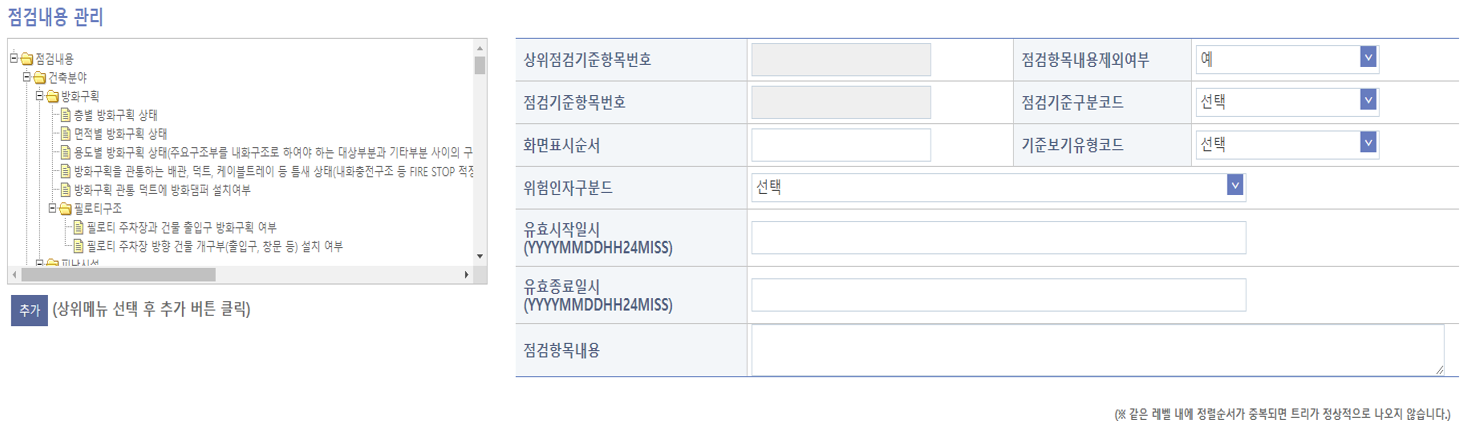 점검내용 관리
점검내용
건축분야
방화구획
층별 방화구획 상태
면적별 방화구획 상태
용도별 방화구획 상태(주요구조부를 내화구조로 하여야 하는 대상부분과 기타부분 사이의 구
방화구획을 관통하는 배관, 덕트, 케이블트레이 등 틈새 상태(내화충전구조 등 FIRE STOP 적정
방화구획 관통 덕트에 방화댐퍼 설치여부
필로티구조
필로티 주차장과 건물 출입구 방화구획 여부
필로티 주차장 방향 건물 개구부(출입구, 창문 등) 설치 여부
피난시설
추가 (상위메뉴 선택 후 추가 버튼 클릭)
상위점검기준항목번호 점검항목내용제외여부 예
점검기준항목번호 점검기준구분코드 선택
화면표시순서 기준보기유형코드 선택
위험인자구분드 선택
유효시작일시
(YYYYMMDDHH24MISS)
유효종료일시
(YYYYMMDDHH24MISS)
점검항목내용
(※ 같은 레벨 내에 정렬순서가 중복되면 트리가 정상적으로 나오지 않습니다.)